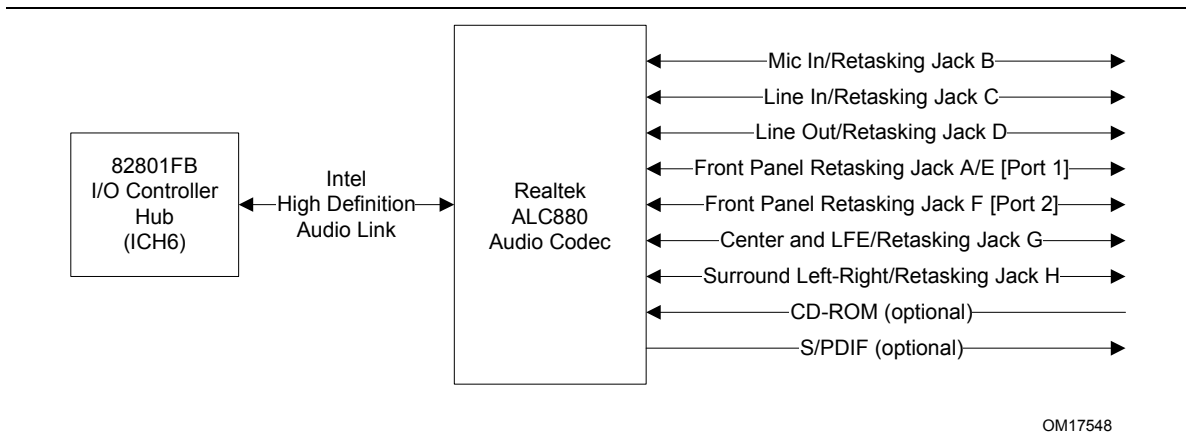 82801FB
I/O Controller
Hub
(ICH6)
Intel
High Definition
Audio Link
Realtek
ALC880
Audio Codec
Mic In/Retasking Jack B
Line In/Retasking Jack C
Line Out/Retasking Jack D
Front Panel Retasking Jack A/E [Port 1]
Front Panel Retasking Jack F [Port 2]
Center and LFE/Retasking Jack G
Surround Left-Right/Retasking Jack H
CD-ROM (optional)
S/PDIF (optional)
OM17548